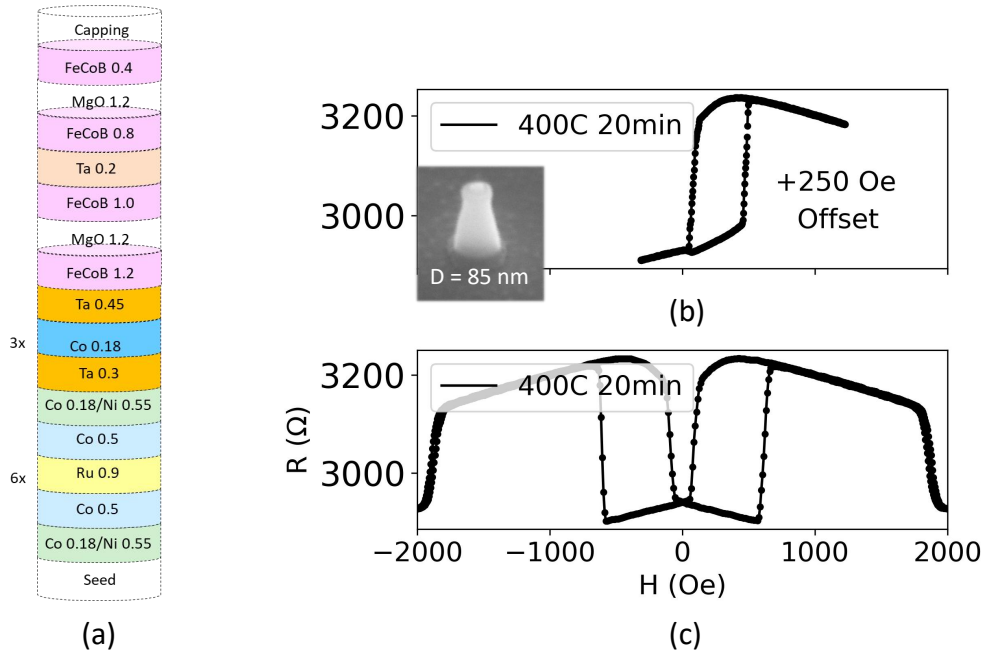 Capping
FeCoB 0.4
MgO 1.2
FeCoB 0.8
Ta 0.2
FeCoB 1.0
MgO 1.2
FeCoB 1.2
Ta 0.45
3x
Co 0.18
Ta 0.3
Co 0.18/Ni 0.55
Co 0.5
6x
Ru 0.9
Co 0.5
Co 0.18/Ni 0.55
Seed
(a)
3200
3000
400C 20min
+250 Oe
Offset
D = 85 nm
(b)
R (Ω)
3200
3000
400C 20min
−2000
−1000
0
1000
2000
H (Oe)
(c)